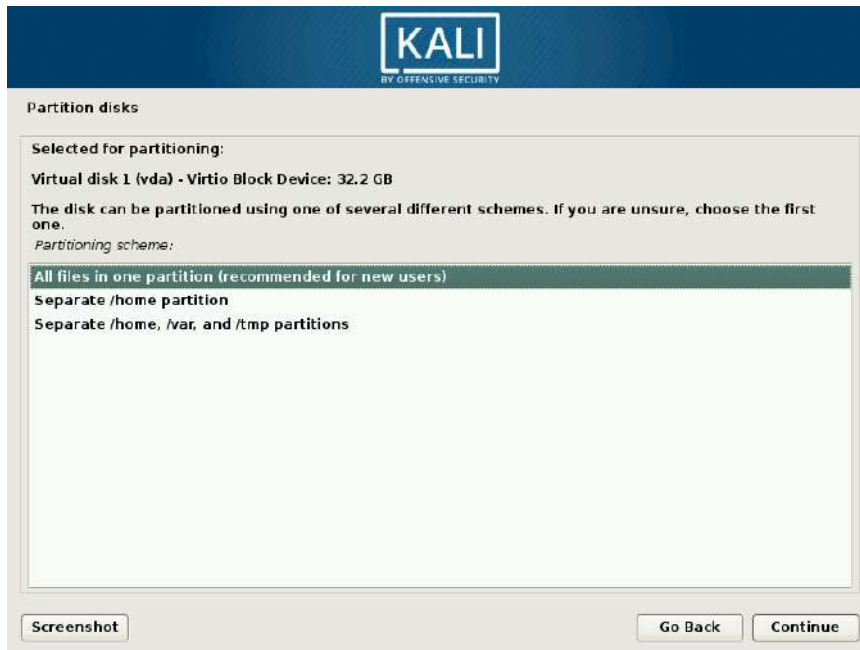 KALI
BY OFFENSIVE SECURITY
Partition disks
Selected for partitioning:
Virtual disk 1 (vda) - Virtio Block Device: 32.2 GB
The disk can be partitioned using one of several different schemes. If you are unsure, choose the first
one.
Partitioning scheme:
All files in one partition (recommended for new users)
Separate /home partition
Separate /home, /var, and /tmp partitions
Screenshot
Go Back
Continue